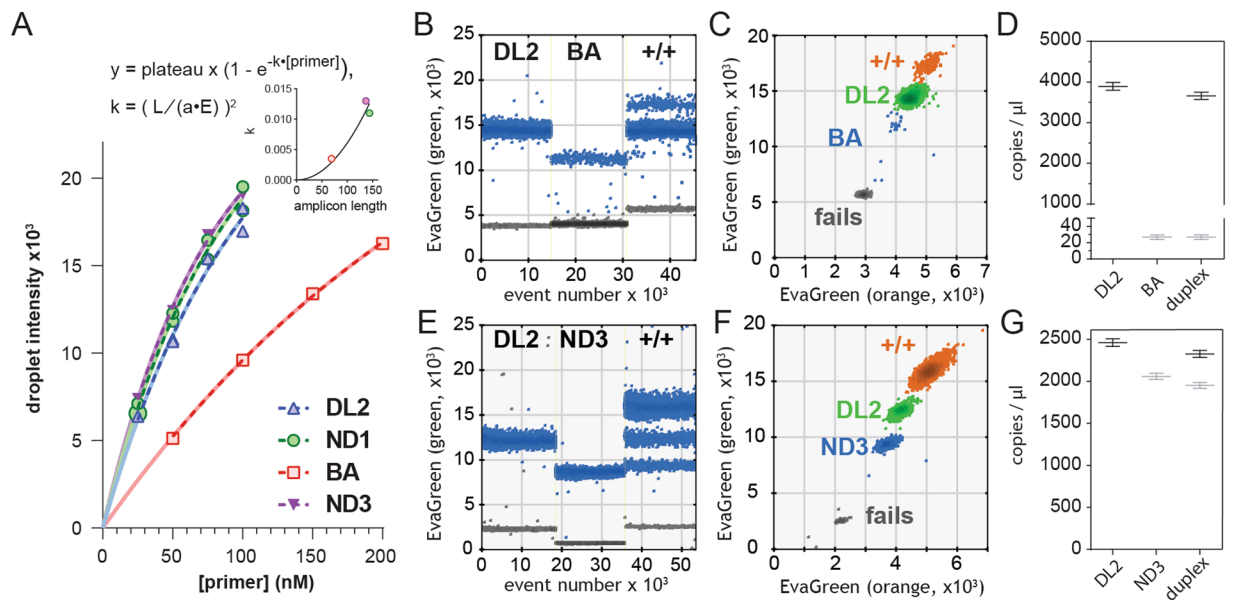 A
y = plateau x (1 - e-k•[primer]),
k = ( L ⁄ (a•E) )2
0.015
0.010
0.005
0.000
k
0 50 100 150
amplicon length
droplet intensity x10³
20
15
10
5
0
DL2
ND1
BA
ND3
0 50 100 150 200
[primer] (nM)
B
EvaGreen (green, x10³)
25
20
15
10
5
0
DL2 BA +/+
0 10 20 30 40
event number x 10³
C
EvaGreen (green, x10³)
20
15
10
5
0
+/+
DL2
BA
fails
0 1 2 3 4 5 6 7
EvaGreen (orange, x10³)
D
copies / µl
5000
4000
3000
2000
1000
40
20
0
DL2
BA
duplex
E
EvaGreen (green, x10³)
25
20
15
10
5
0
DL2 ND3 +/+
0 10 20 30 40 50
event number x 10³
F
EvaGreen (green, x10³)
20
15
10
5
0
+/+
DL2
ND3
fails
0 1 2 3 4 5 6 7
EvaGreen (orange, x10³)
G
copies / µl
2500
2000
1500
1000
500
0
DL2
ND3
duplex